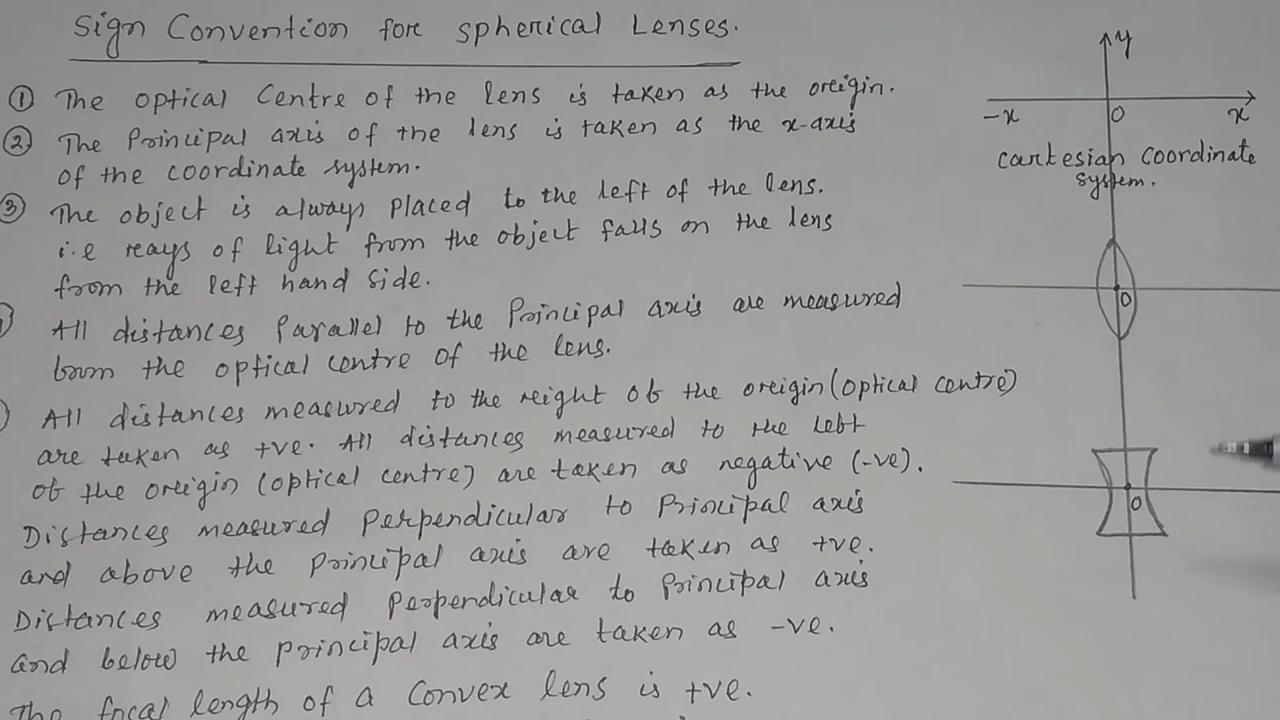 Sign Convention for spherical Lenses.
① The optical Centre of the lens is taken as the origin.
② The Principal axis of the lens is taken as the x-axis
of the coordinate system.
③ The object is always placed to the left of the lens.
i.e rays of light from the object falls on the lens
from the left hand side.
All distances parallel to the Principal axis are measured
from the optical centre of the lens.
All distances measured to the right of the origin (optical centre)
are taken as +ve. All distances measured to the left
of the origin (optical centre) are taken as negative (-ve).
Distances measured perpendicular to Principal axis
and above the principal axis are taken as +ve.
Distances measured perpendicular to Principal axis
and below the principal axis are taken as -ve.
The focal length of a Convex lens is +ve.
y
-x O x
Cartesian Coordinate
system.
O
O